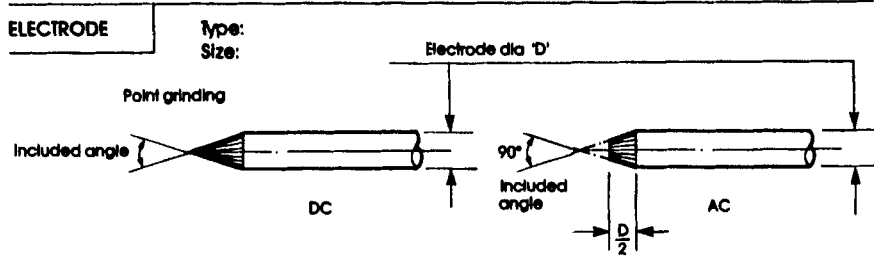 ELECTRODE
Type:
Size:
Electrode dia 'D'
Point grinding
Included angle
90°
Included
angle
DC
AC
D
2